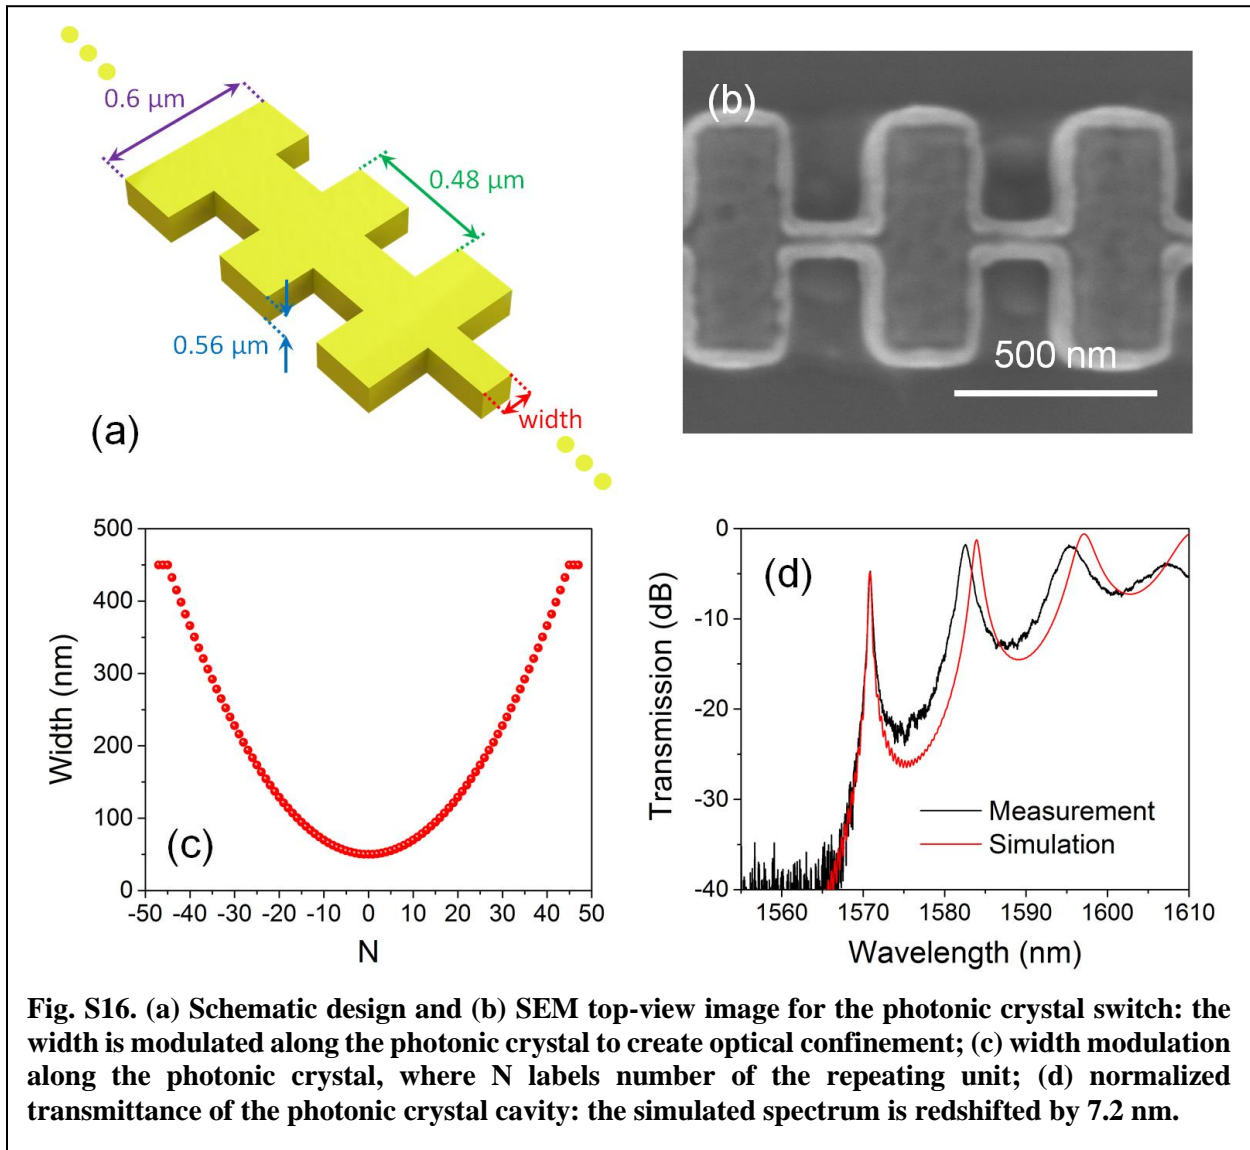 0.6 μm
0.48 μm
0.56 μm
width
(a)
(b)
500 nm
500
400
300
200
100
0
Width (nm)
(c)
-50 -40 -30 -20 -10 0 10 20 30 40 50
N
0
-10
-20
-30
-40
Transmission (dB)
(d)
Measurement
Simulation
1560 1570 1580 1590 1600 1610
Wavelength (nm)
Fig. S16. (a) Schematic design and (b) SEM top-view image for the photonic crystal switch: the
width is modulated along the photonic crystal to create optical confinement; (c) width modulation
along the photonic crystal, where N labels number of the repeating unit; (d) normalized
transmittance of the photonic crystal cavity: the simulated spectrum is redshifted by 7.2 nm.